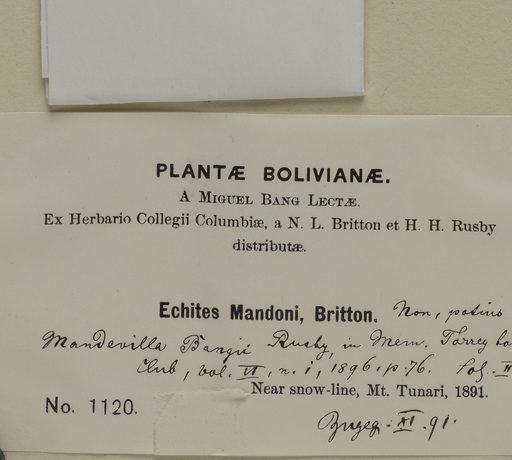 PLANTÆ BOLIVIANÆ.
A MIGUEL BANG LECTÆ.
Ex Herbario Collegii Columbiæ, a N. L. Britton et H. H. Rusby
distributæ.
Echites Mandoni, Britton. Non, potius
Mandevilla Bangii Rusby, in Mem. Torrey bo
Club, vol. VI, n. 1, 1896, p. 76.
Near snow-line, Mt. Tunari, 1891.
No. 1120.
XI. 91.